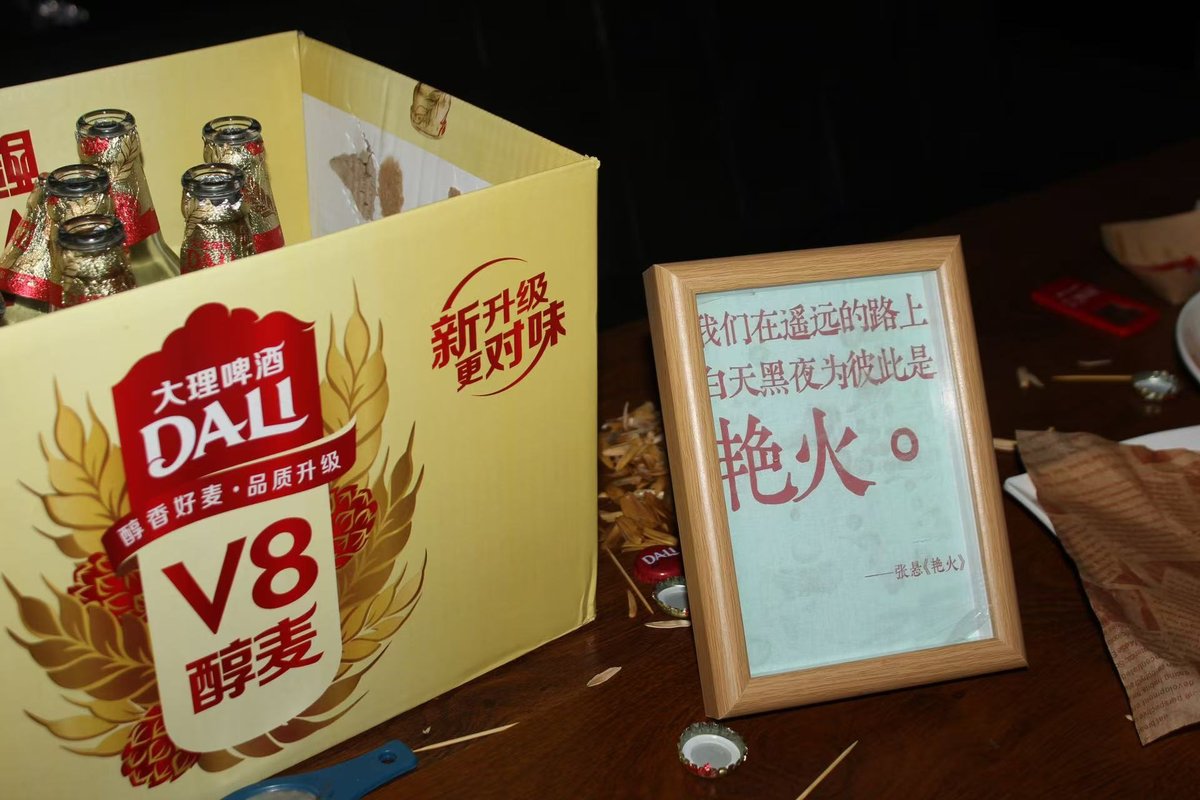 大理啤酒
DALI
醇香好麦·品质升级
V8
醇麦
新升级
更对味
我们在遥远的路上
白天黑夜为彼此是
艳火。
——张悬《艳火》
DALI